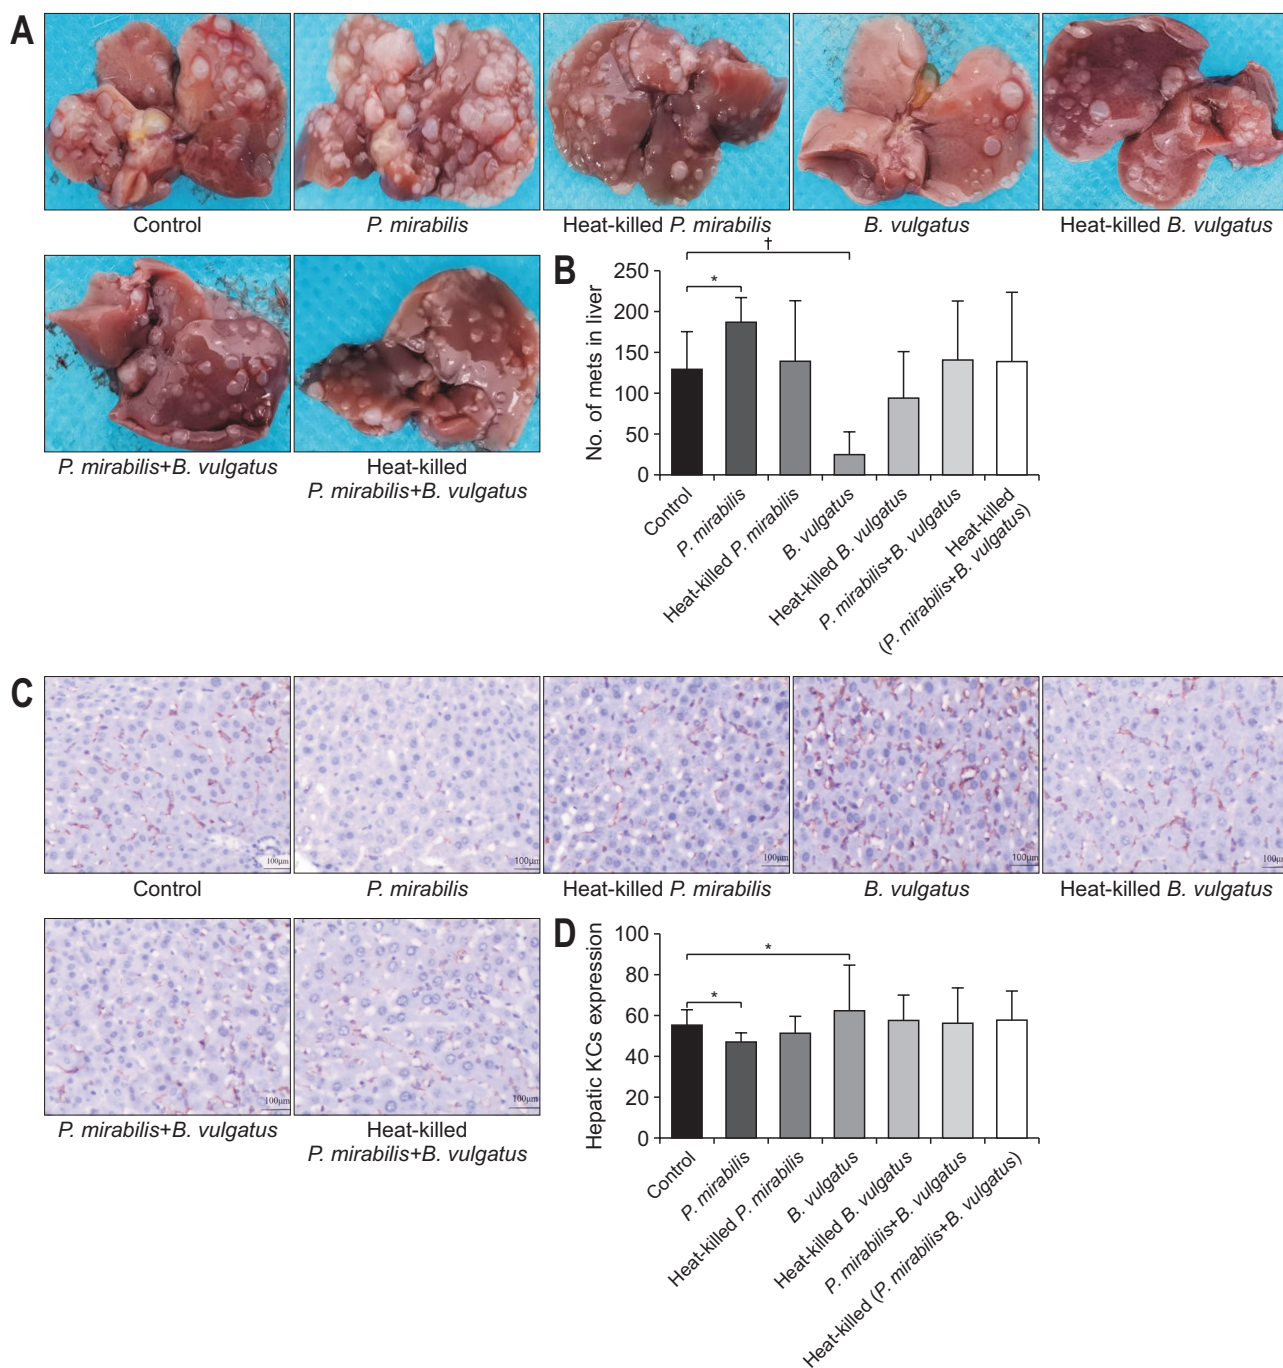 A
Control
P. mirabilis
Heat-killed P. mirabilis
B. vulgatus
Heat-killed B. vulgatus
P. mirabilis+B. vulgatus
Heat-killed
P. mirabilis+B. vulgatus
B
†
*
No. of mets in liver
250
200
150
100
50
0
Control
P. mirabilis
Heat-killed P. mirabilis
B. vulgatus
Heat-killed B. vulgatus
P. mirabilis+B. vulgatus
Heat-killed
(P. mirabilis+B. vulgatus)
C
100μm
100μm
100μm
100μm
100μm
Control
P. mirabilis
Heat-killed P. mirabilis
B. vulgatus
Heat-killed B. vulgatus
100μm
100μm
P. mirabilis+B. vulgatus
Heat-killed
P. mirabilis+B. vulgatus
D
*
*
Hepatic KCs expression
100
80
60
40
20
0
Control
P. mirabilis
Heat-killed P. mirabilis
B. vulgatus
Heat-killed B. vulgatus
P. mirabilis+B. vulgatus
Heat-killed (P. mirabilis+B. vulgatus)